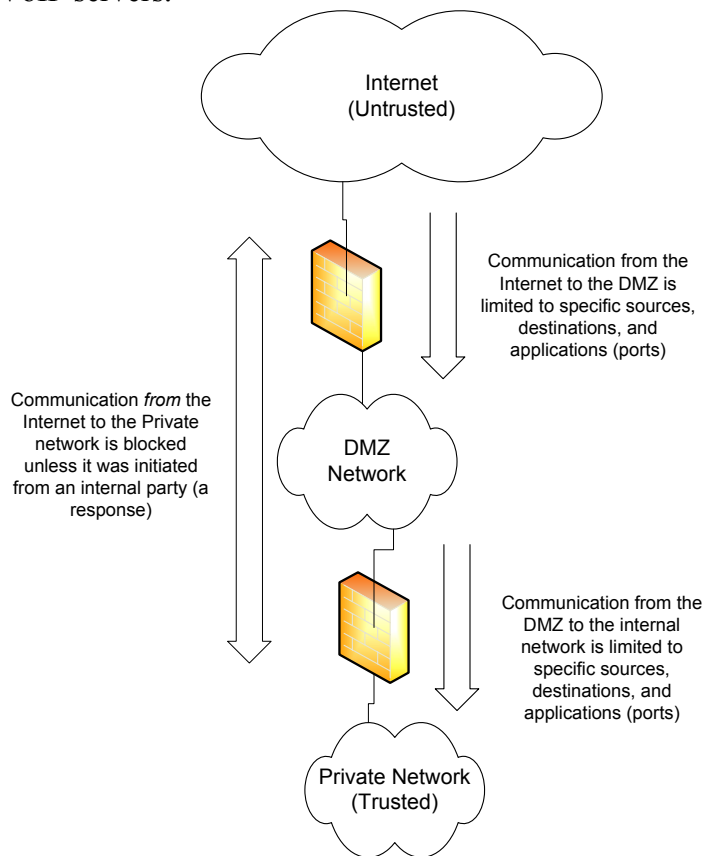 servers.
Internet
(Untrusted)
Communication from the
Internet to the DMZ is
limited to specific sources,
destinations, and
applications (ports)
Communication from the
Internet to the Private
network is blocked
unless it was initiated
from an internal party (a
response)
DMZ
Network
Communication from the
DMZ to the internal
network is limited to
specific sources,
destinations, and
applications (ports)
Private Network
(Trusted)